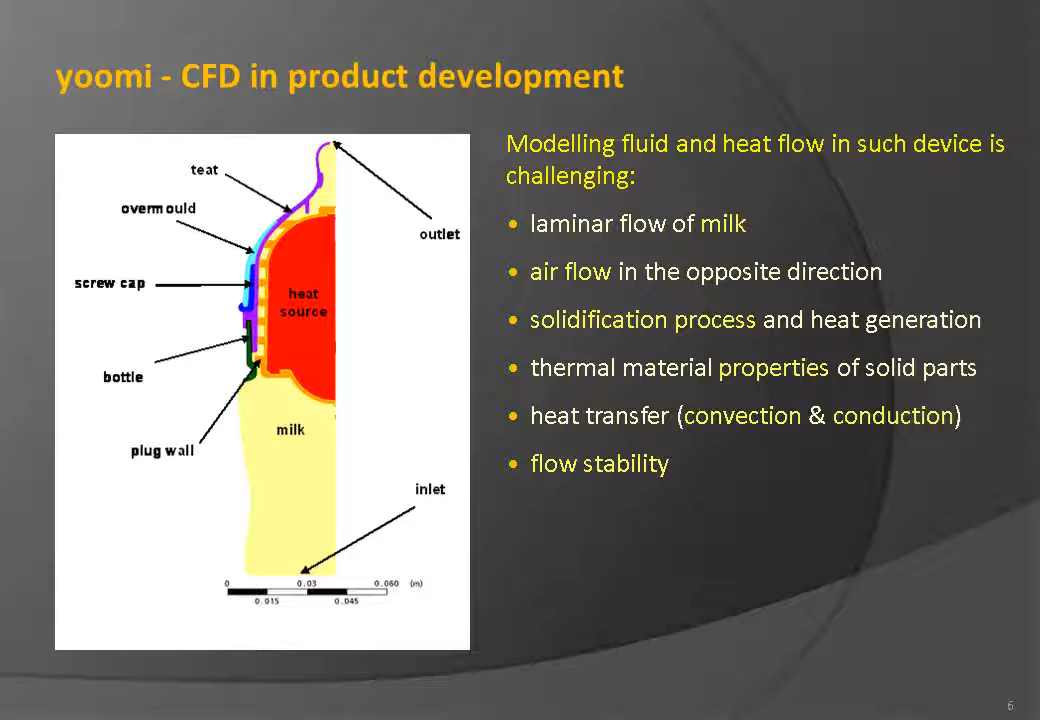 yoomi - CFD in product development
teat
overmould
screw cap
bottle
plug wall
heat
source
milk
outlet
inlet
0 0.03 0.060 (m)
0.015 0.045
Modelling fluid and heat flow in such device is
challenging:
• laminar flow of milk
• air flow in the opposite direction
• solidification process and heat generation
• thermal material properties of solid parts
• heat transfer (convection & conduction)
• flow stability
6